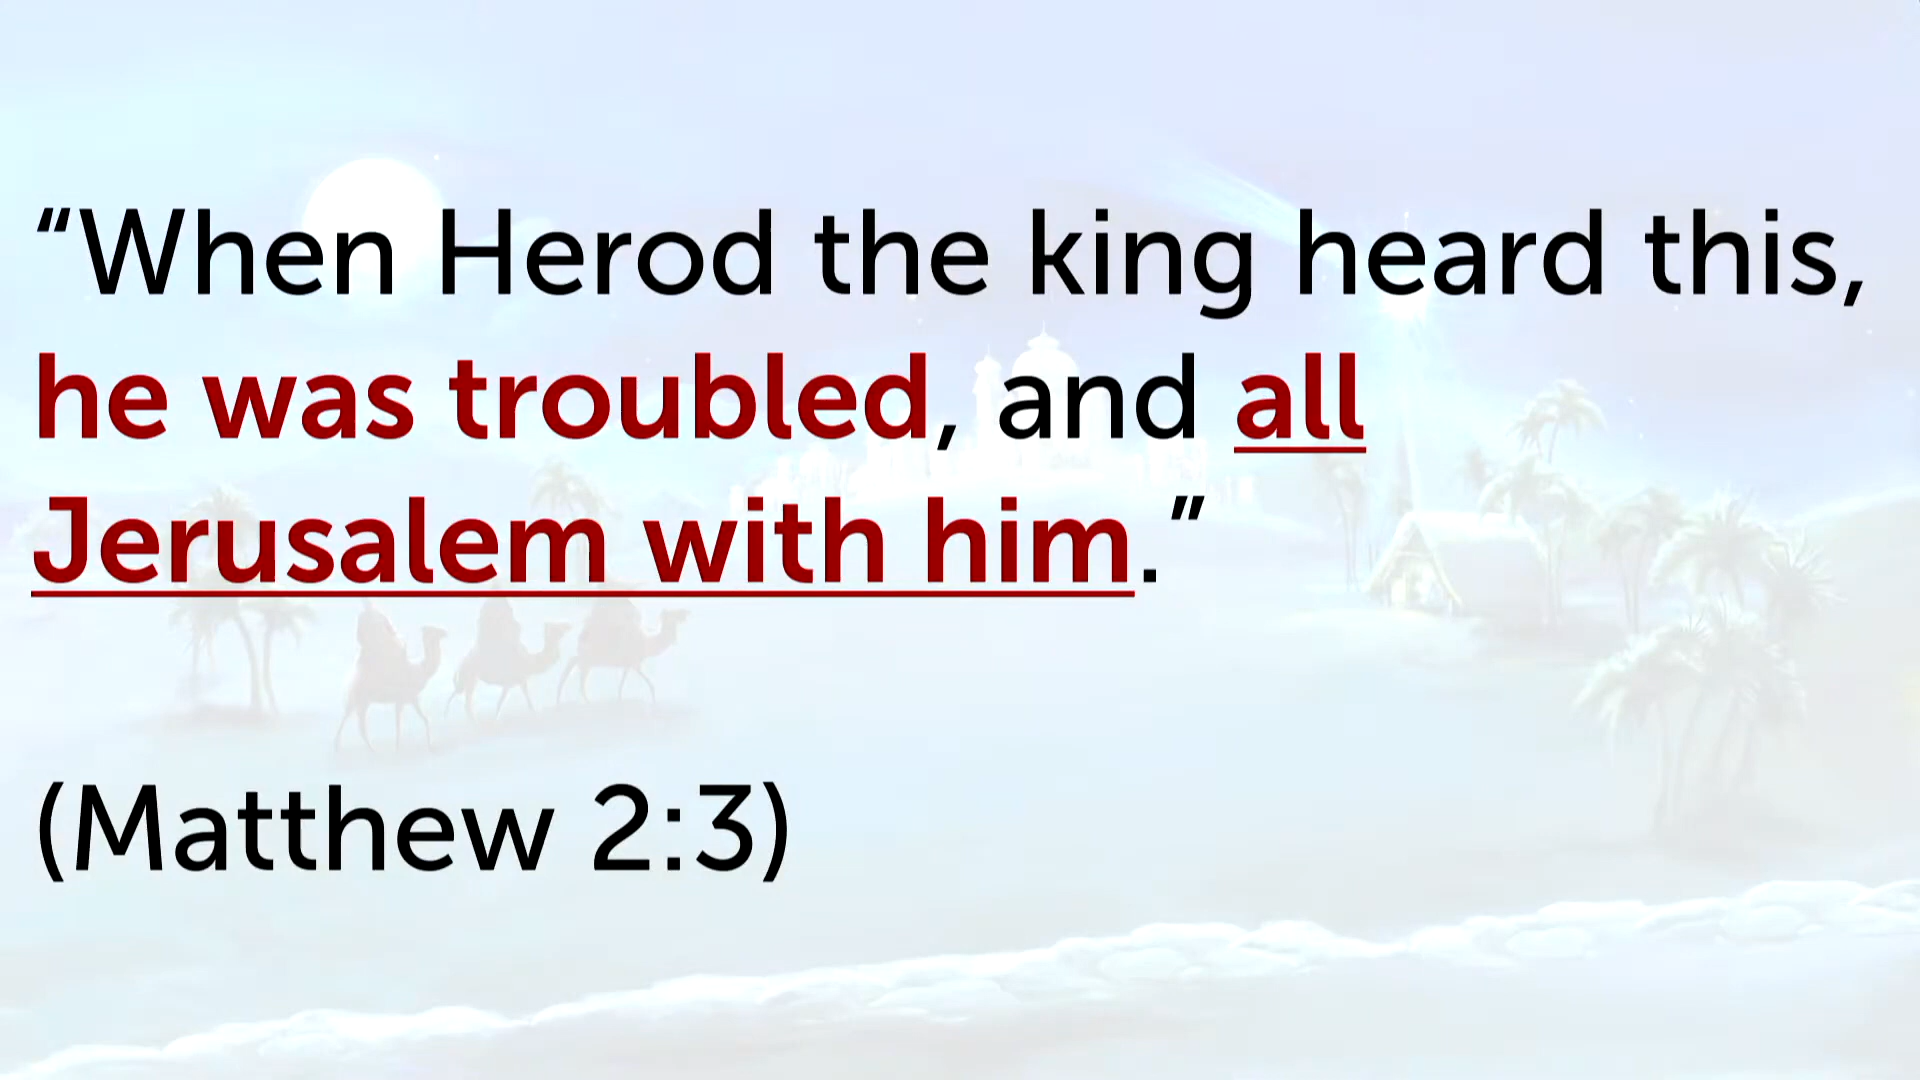 “When Herod the king heard this,
he was troubled, and all
Jerusalem with him.”
(Matthew 2:3)